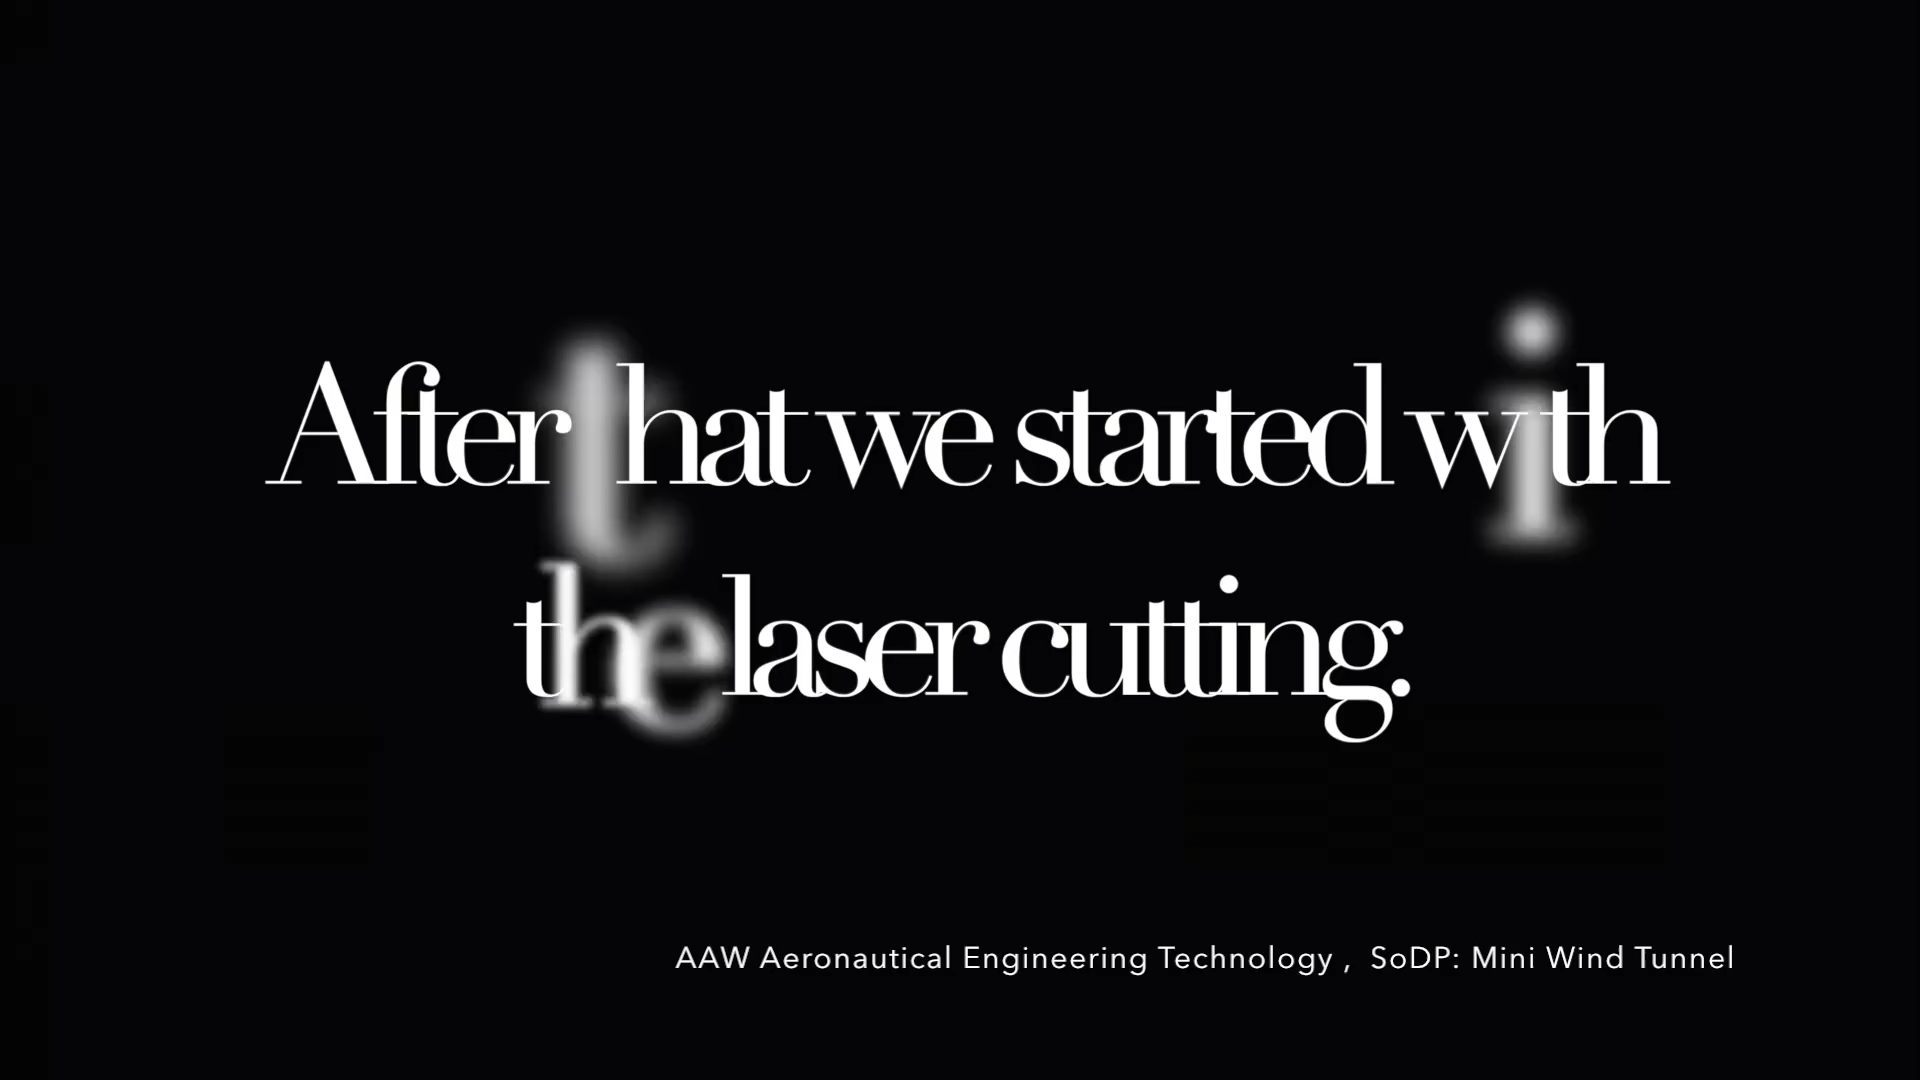 After that we started with
the laser cutting.
AAW Aeronautical Engineering Technology , SoDP: Mini Wind Tunnel